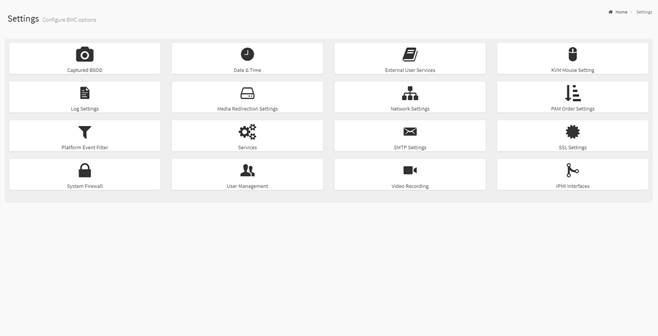 Home > Settings
Settings Configure BMC options
Captured BSOD
Date & Time
External User Services
KVM Mouse Setting
Log Settings
Media Redirection Settings
Network Settings
PAM Order Settings
Platform Event Filter
Services
SMTP Settings
SSL Settings
System Firewall
User Management
Video Recording
IPMI Interfaces